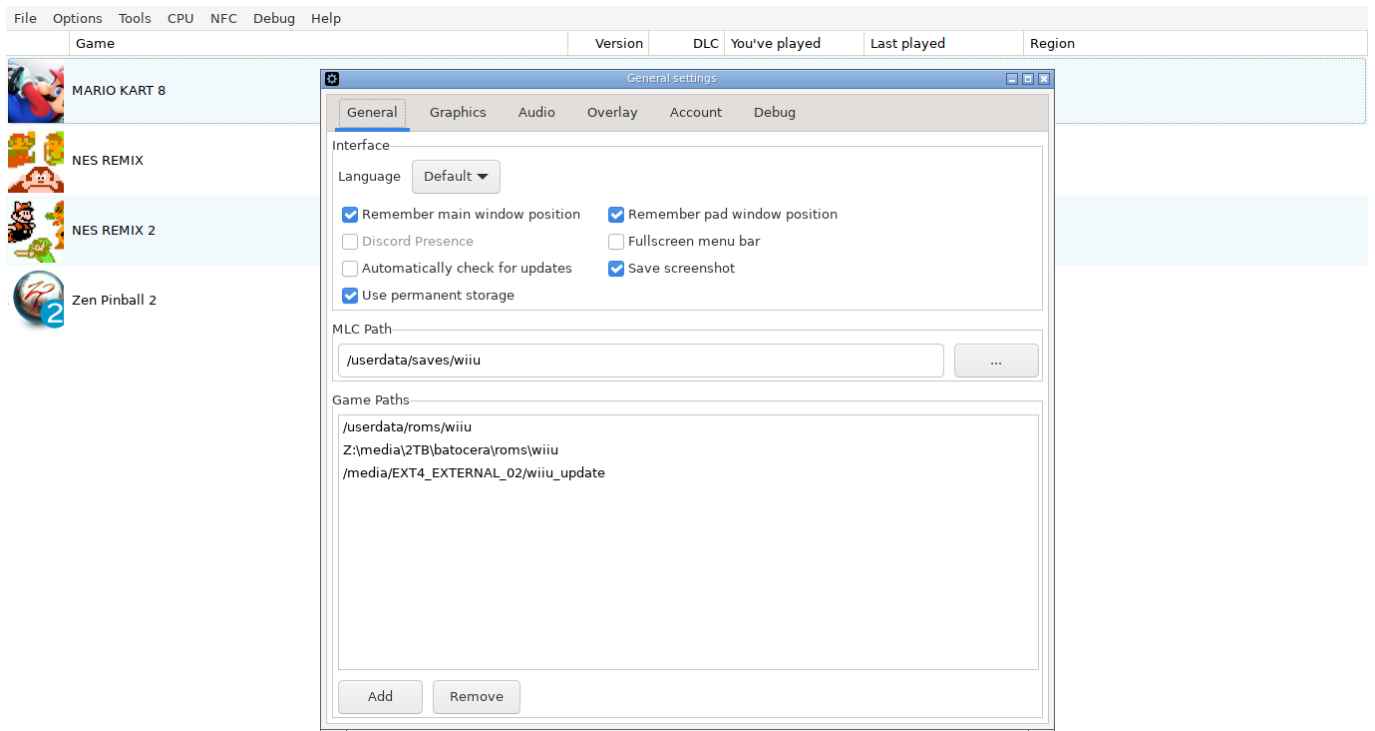 File Options Tools CPU NFC Debug Help
Game Version DLC You've played Last played Region
General settings
MARIO KART 8
NES REMIX
NES REMIX 2
Zen Pinball 2
2
General Graphics Audio Overlay Account Debug
Interface
Language Default
Remember main window position Remember pad window position
Discord Presence Fullscreen menu bar
Automatically check for updates Save screenshot
Use permanent storage
MLC Path
/userdata/saves/wiiu ...
Game Paths
/userdata/roms/wiiu
Z:\media\2TB\batocera\roms\wiiu
/media/EXT4_EXTERNAL_02/wiiu_update
Add Remove